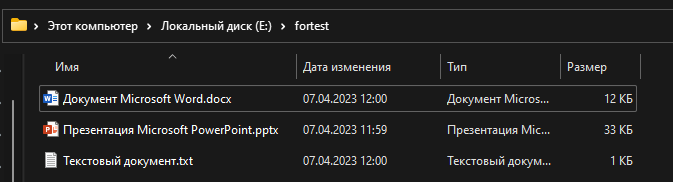 Этот компьютер > Локальный диск (E:) > fortest
Имя Дата изменения Тип Размер
Документ Microsoft Word.docx 07.04.2023 12:00 Документ Micros... 12 КБ
Презентация Microsoft PowerPoint.pptx 07.04.2023 11:59 Презентация Mic... 33 КБ
Текстовый документ.txt 07.04.2023 12:00 Текстовый докум... 1 КБ